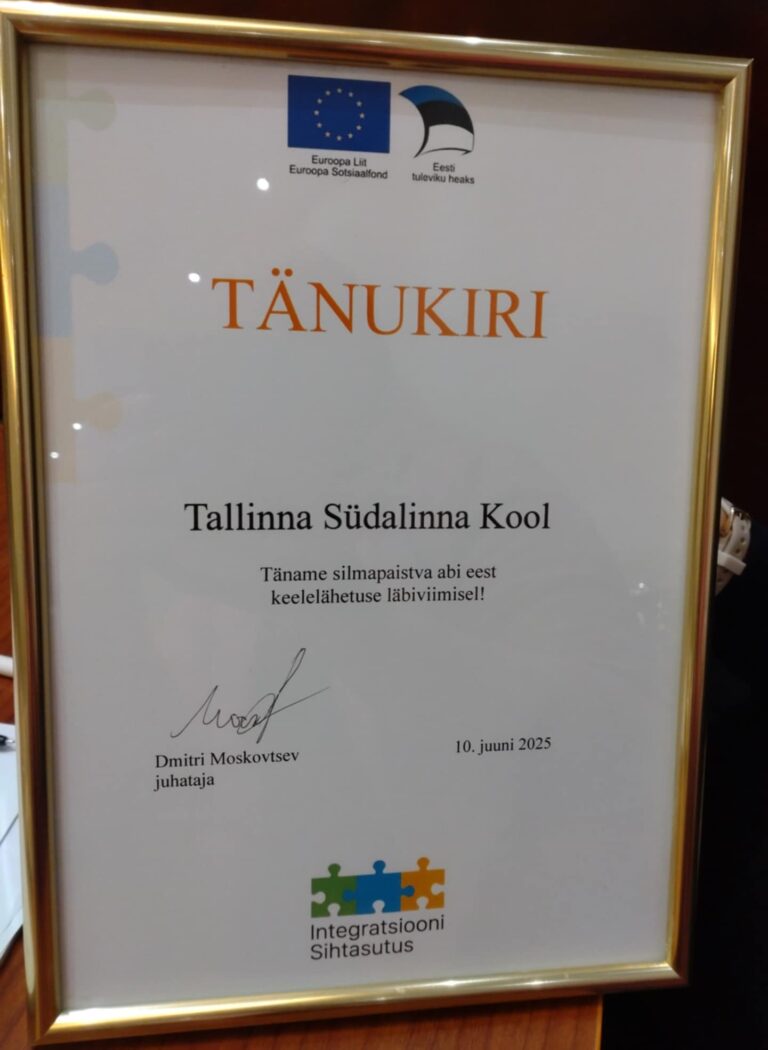 Euroopa Liit
Euroopa Sotsiaalfond
Eesti
tuleviku heaks
TÄNUKIRI
Tallinna Südalinna Kool
Täname silmapaistva abi eest
keelelähetuse läbiviimisel!
Dmitri Moskovtsev
juhataja
10. juuni 2025
Integratsiooni
Sihtasutus